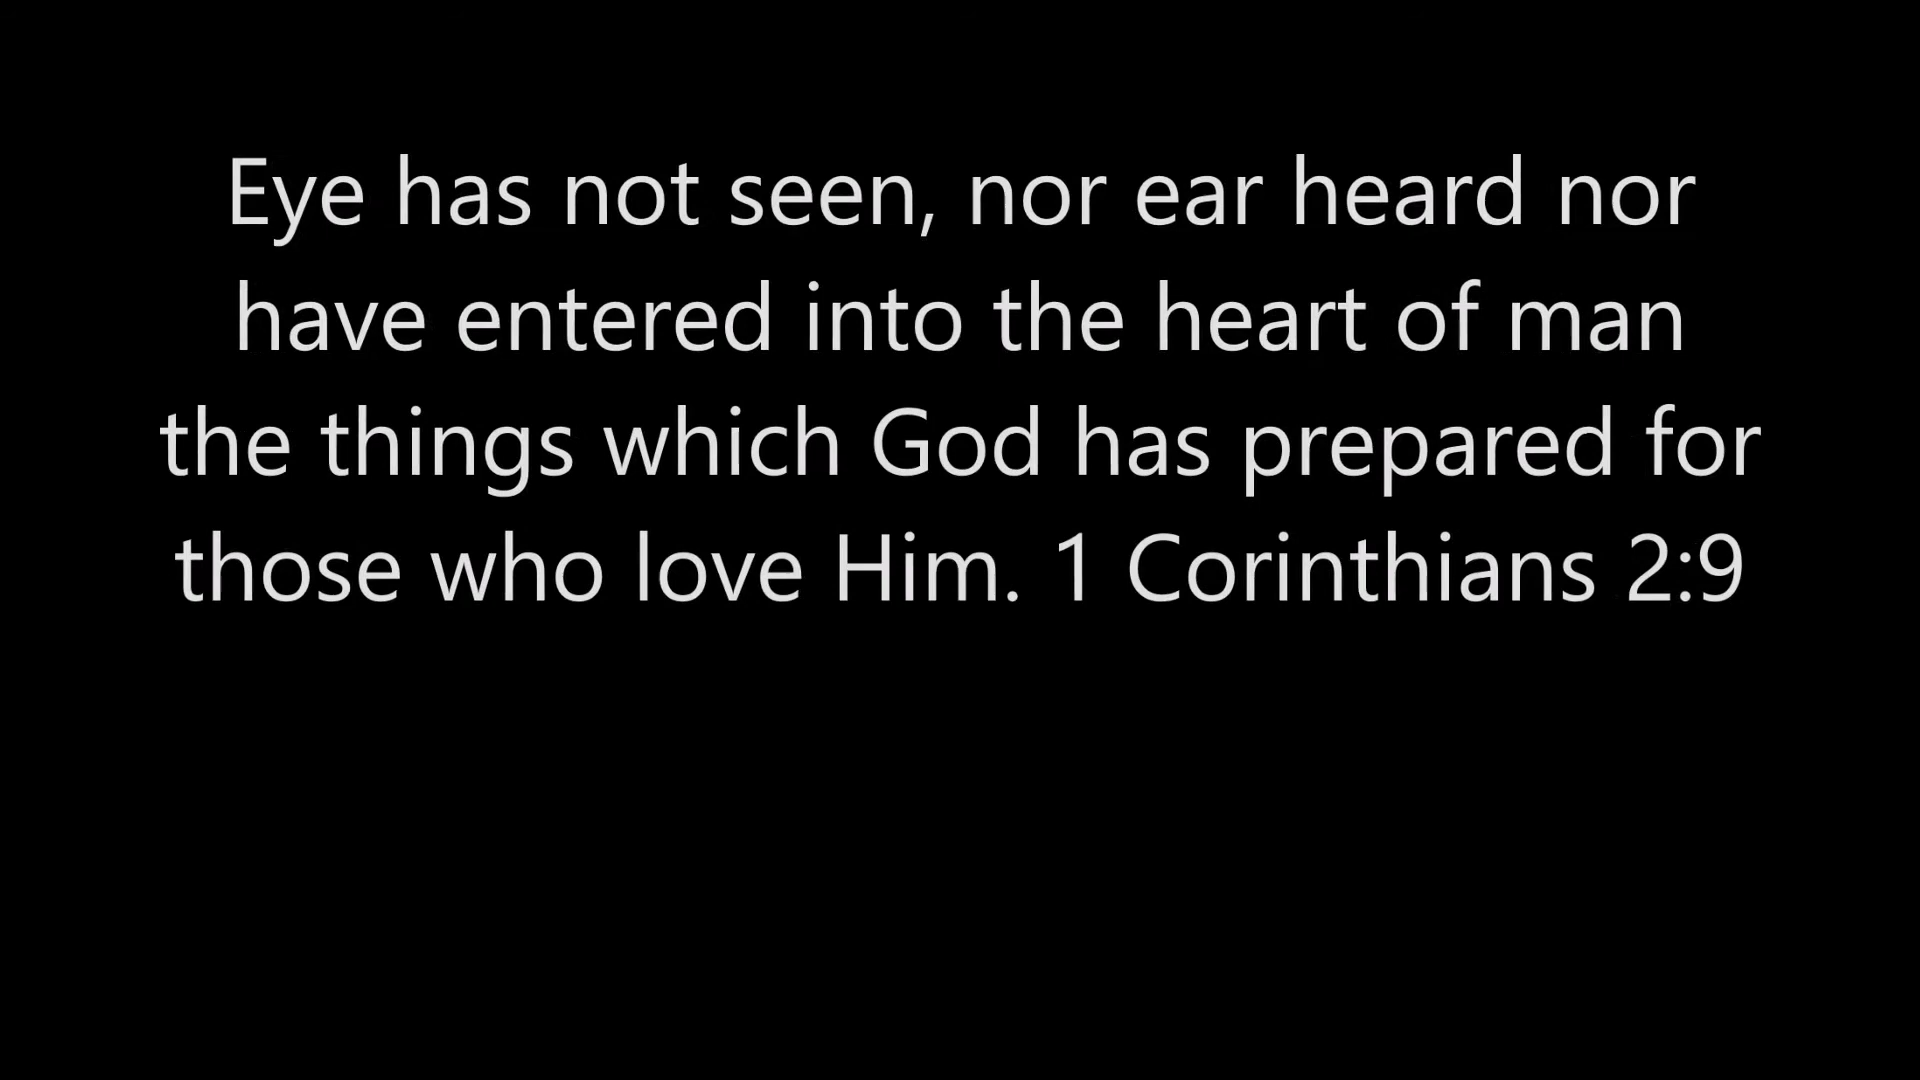 Eye has not seen, nor ear heard nor
have entered into the heart of man
the things which God has prepared for
those who love Him. 1 Corinthians 2:9